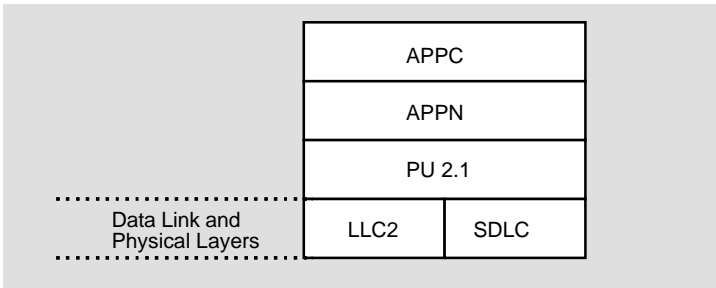 APPC
APPN
PU 2.1
Data Link and
Physical Layers
LLC2
SDLC